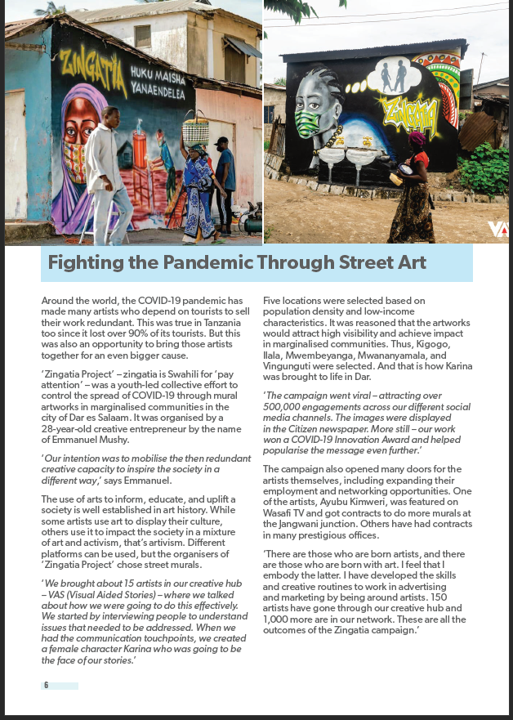 ZINGATIA
HUKU MAISHA
YANAENDELEA
ZINGATIA
VA
Fighting the Pandemic Through Street Art
Around the world, the COVID-19 pandemic has
made many artists who depend on tourists to sell
their work redundant. This was true in Tanzania
too since it lost over 90% of its tourists. But this
was also an opportunity to bring those artists
together for an even bigger cause.
‘Zingatia Project’ – zingatia is Swahili for ‘pay
attention’ – was a youth-led collective effort to
control the spread of COVID-19 through mural
artworks in marginalised communities in the
city of Dar es Salaam. It was organised by a
28-year-old creative entrepreneur by the name
of Emmanuel Mushy.
‘Our intention was to mobilise the then redundant
creative capacity to inspire the society in a
different way,’ says Emmanuel.
The use of arts to inform, educate, and uplift a
society is well established in art history. While
some artists use art to display their culture,
others use it to impact the society in a mixture
of art and activism, that’s artivism. Different
platforms can be used, but the organisers of
‘Zingatia Project’ chose street murals.
‘We brought about 15 artists in our creative hub
– VAS (Visual Aided Stories) – where we talked
about how we were going to do this effectively.
We started by interviewing people to understand
issues that needed to be addressed. When we
had the communication touchpoints, we created
a female character Karina who was going to be
the face of our stories.’
Five locations were selected based on
population density and low-income
characteristics. It was reasoned that the artworks
would attract high visibility and achieve impact
in marginalised communities. Thus, Kigogo,
Ilala, Mwembeyanga, Mwananyamala, and
Vingunguti were selected. And that is how Karina
was brought to life in Dar.
‘The campaign went viral – attracting over
500,000 engagements across our different social
media channels. The images were displayed
in the Citizen newspaper. More still – our work
won a COVID-19 Innovation Award and helped
popularise the message even further.’
The campaign also opened many doors for the
artists themselves, including expanding their
employment and networking opportunities. One
of the artists, Ayubu Kimweri, was featured on
Wasafi TV and got contracts to do more murals at
the Jangwani junction. Others have had contracts
in many prestigious offices.
‘There are those who are born artists, and there
are those who are born with art. I feel that I
embody the latter. I have developed the skills
and creative routines to work in advertising
and marketing by being around artists. 150
artists have gone through our creative hub and
1,000 more are in our network. These are all the
outcomes of the Zingatia campaign.’
6